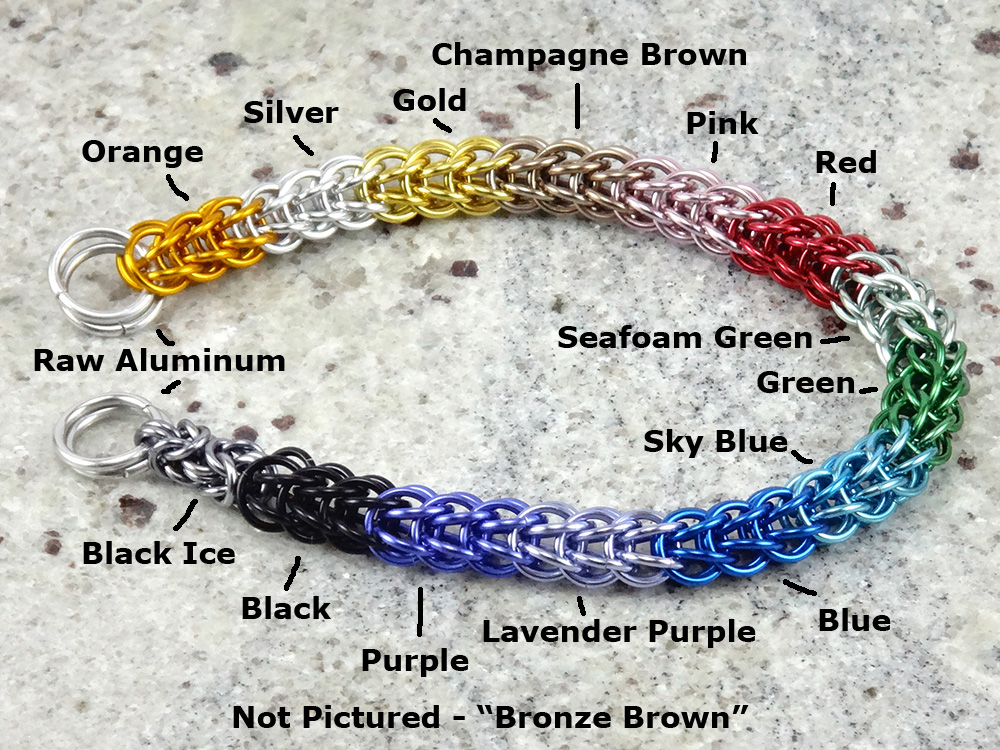 Champagne Brown
Gold
Silver
Pink
Orange
Red
Seafoam Green
Raw Aluminum
Green
Sky Blue
Black Ice
Black
Blue
Lavender Purple
Purple
Not Pictured - “Bronze Brown”